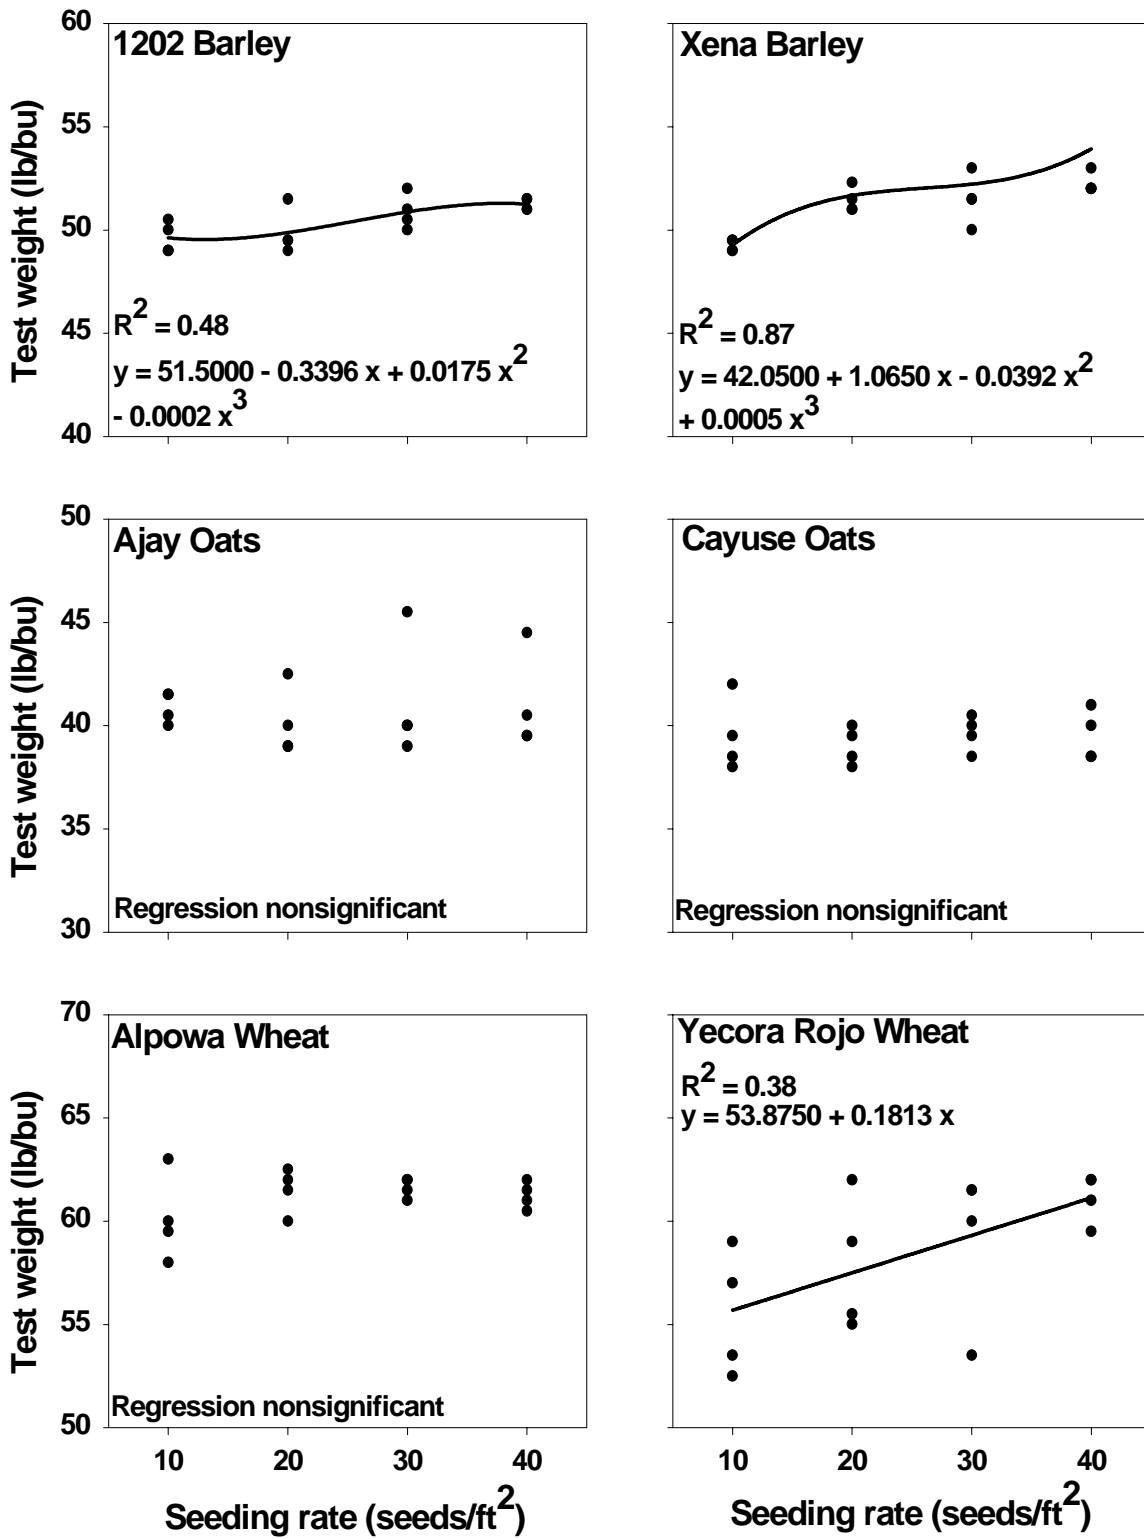 60
55
50
45
40
Test weight (lb/bu)
1202 Barley
R² = 0.48
y = 51.5000 - 0.3396 x + 0.0175 x²
- 0.0002 x³
Xena Barley
R² = 0.87
y = 42.0500 + 1.0650 x - 0.0392 x²
+ 0.0005 x³
50
45
40
35
30
Test weight (lb/bu)
Ajay Oats
Regression nonsignificant
Cayuse Oats
Regression nonsignificant
70
65
60
55
50
Test weight (lb/bu)
Alpowa Wheat
Regression nonsignificant
10 20 30 40
Seeding rate (seeds/ft²)
Yecora Rojo Wheat
R² = 0.38
y = 53.8750 + 0.1813 x
10 20 30 40
Seeding rate (seeds/ft²)